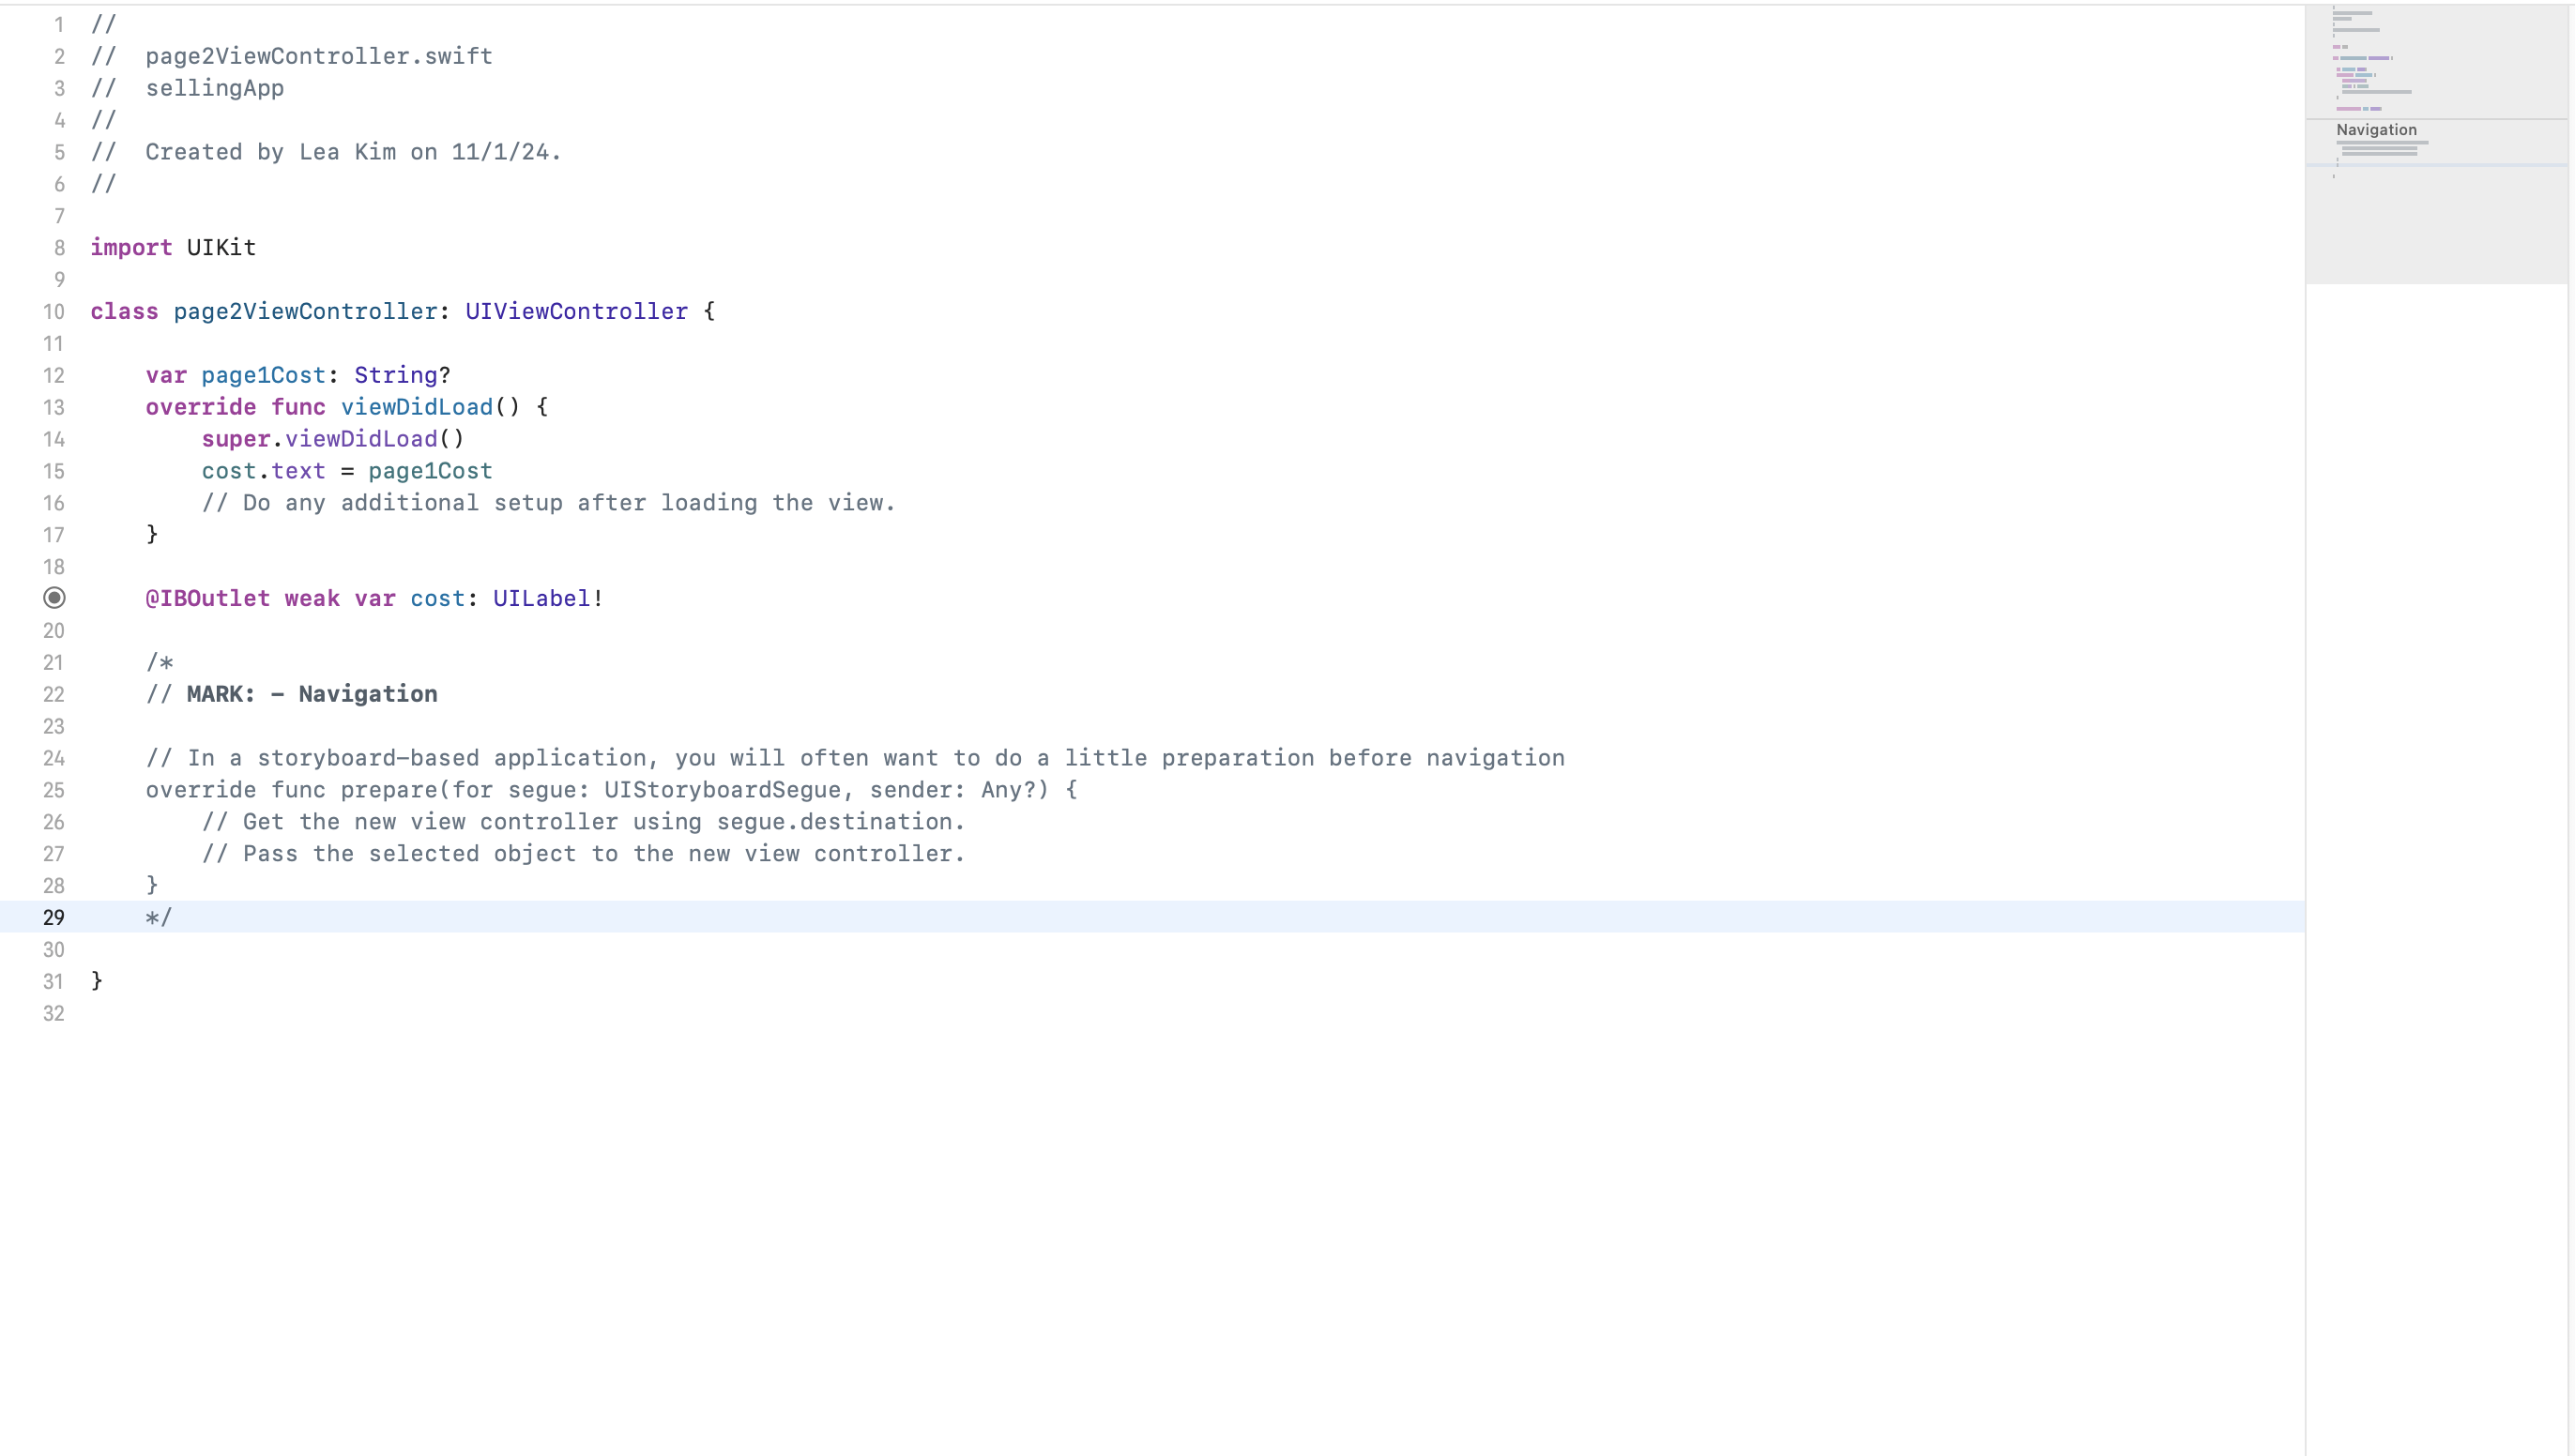 1 //
2 //  page2ViewController.swift
3 //  sellingApp
4 //
5 //  Created by Lea Kim on 11/1/24.
6 //
7
8 import UIKit
9
10 class page2ViewController: UIViewController {
11
12     var page1Cost: String?
13     override func viewDidLoad() {
14         super.viewDidLoad()
15         cost.text = page1Cost
16         // Do any additional setup after loading the view.
17     }
18
    @IBOutlet weak var cost: UILabel!
20
21     /*
22     // MARK: - Navigation
23
24     // In a storyboard-based application, you will often want to do a little preparation before navigation
25     override func prepare(for segue: UIStoryboardSegue, sender: Any?) {
26         // Get the new view controller using segue.destination.
27         // Pass the selected object to the new view controller.
28     }
29     */
30
31 }
32
Navigation